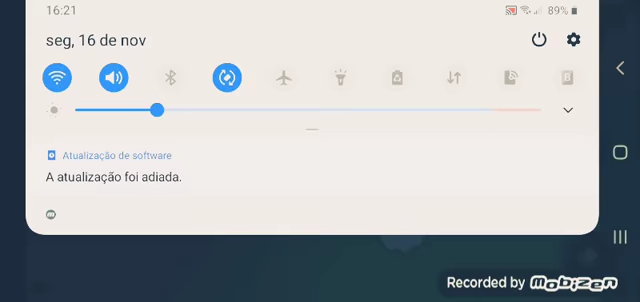 16:21
89%
seg, 16 de nov
Atualização de software
A atualização foi adiada.
Recorded by mobizen